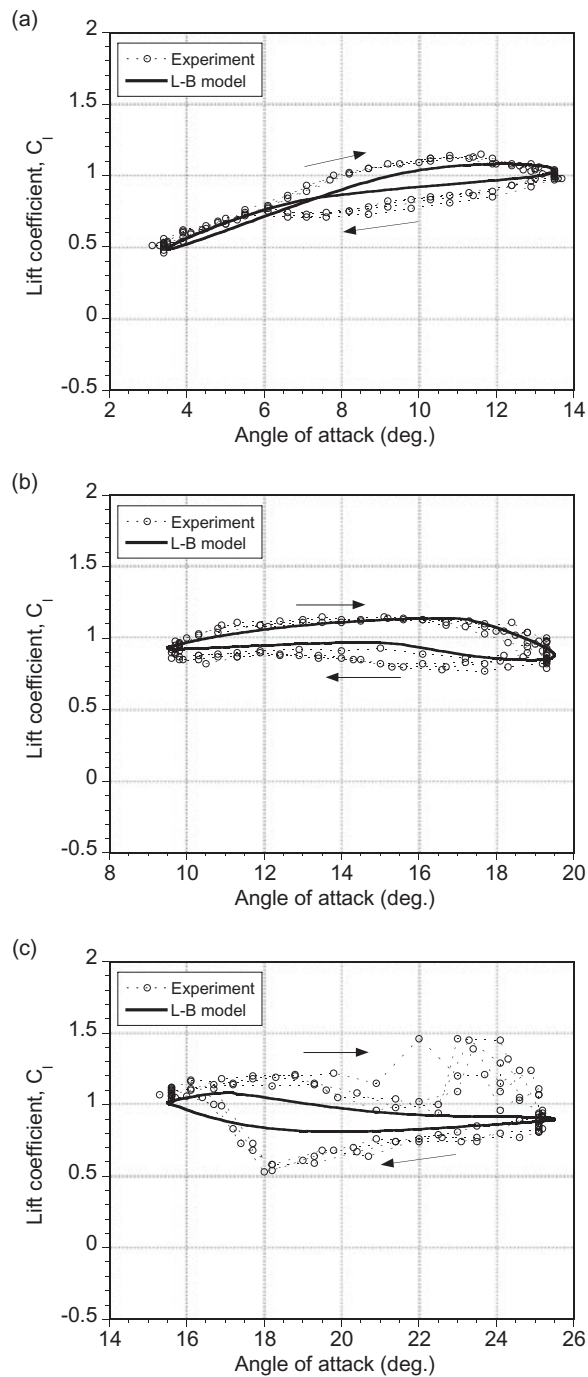 (a)
2
1.5
1
0.5
0
-0.5
Lift coefficient, C_l
Experiment
L-B model
2 4 6 8 10 12 14
Angle of attack (deg.)
(b)
2
1.5
1
0.5
0
-0.5
Lift coefficient, C_l
Experiment
L-B model
8 10 12 14 16 18 20
Angle of attack (deg.)
(c)
2
1.5
1
0.5
0
-0.5
Lift coefficient, C_l
Experiment
L-B model
14 16 18 20 22 24 26
Angle of attack (deg.)